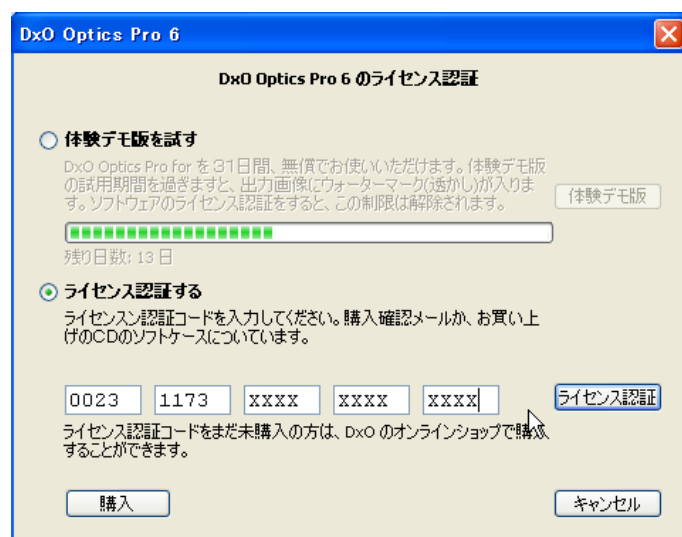 DxO Optics Pro 6
DxO Optics Pro 6 のライセンス認証
体験デモ版を試す
DxO Optics Pro for を31日間、無償でお使いいただけます。体験デモ版
の試用期間を過ぎますと、出力画像にウォーターマーク(透かし)が入りま
す。ソフトウェアのライセンス認証をすると、この制限は解除されます。
体験デモ版
残り日数: 13 日
ライセンス認証する
ライセンスン認証コードを入力してください。購入確認メールか、お買い上
げのCDのソフトケースについています。
0023 1173 XXXX XXXX XXXX
ライセンス認証
ライセンス認証コードをまだ未購入の方は、DxO のオンラインショップで購入
することができます。
購入
キャンセル